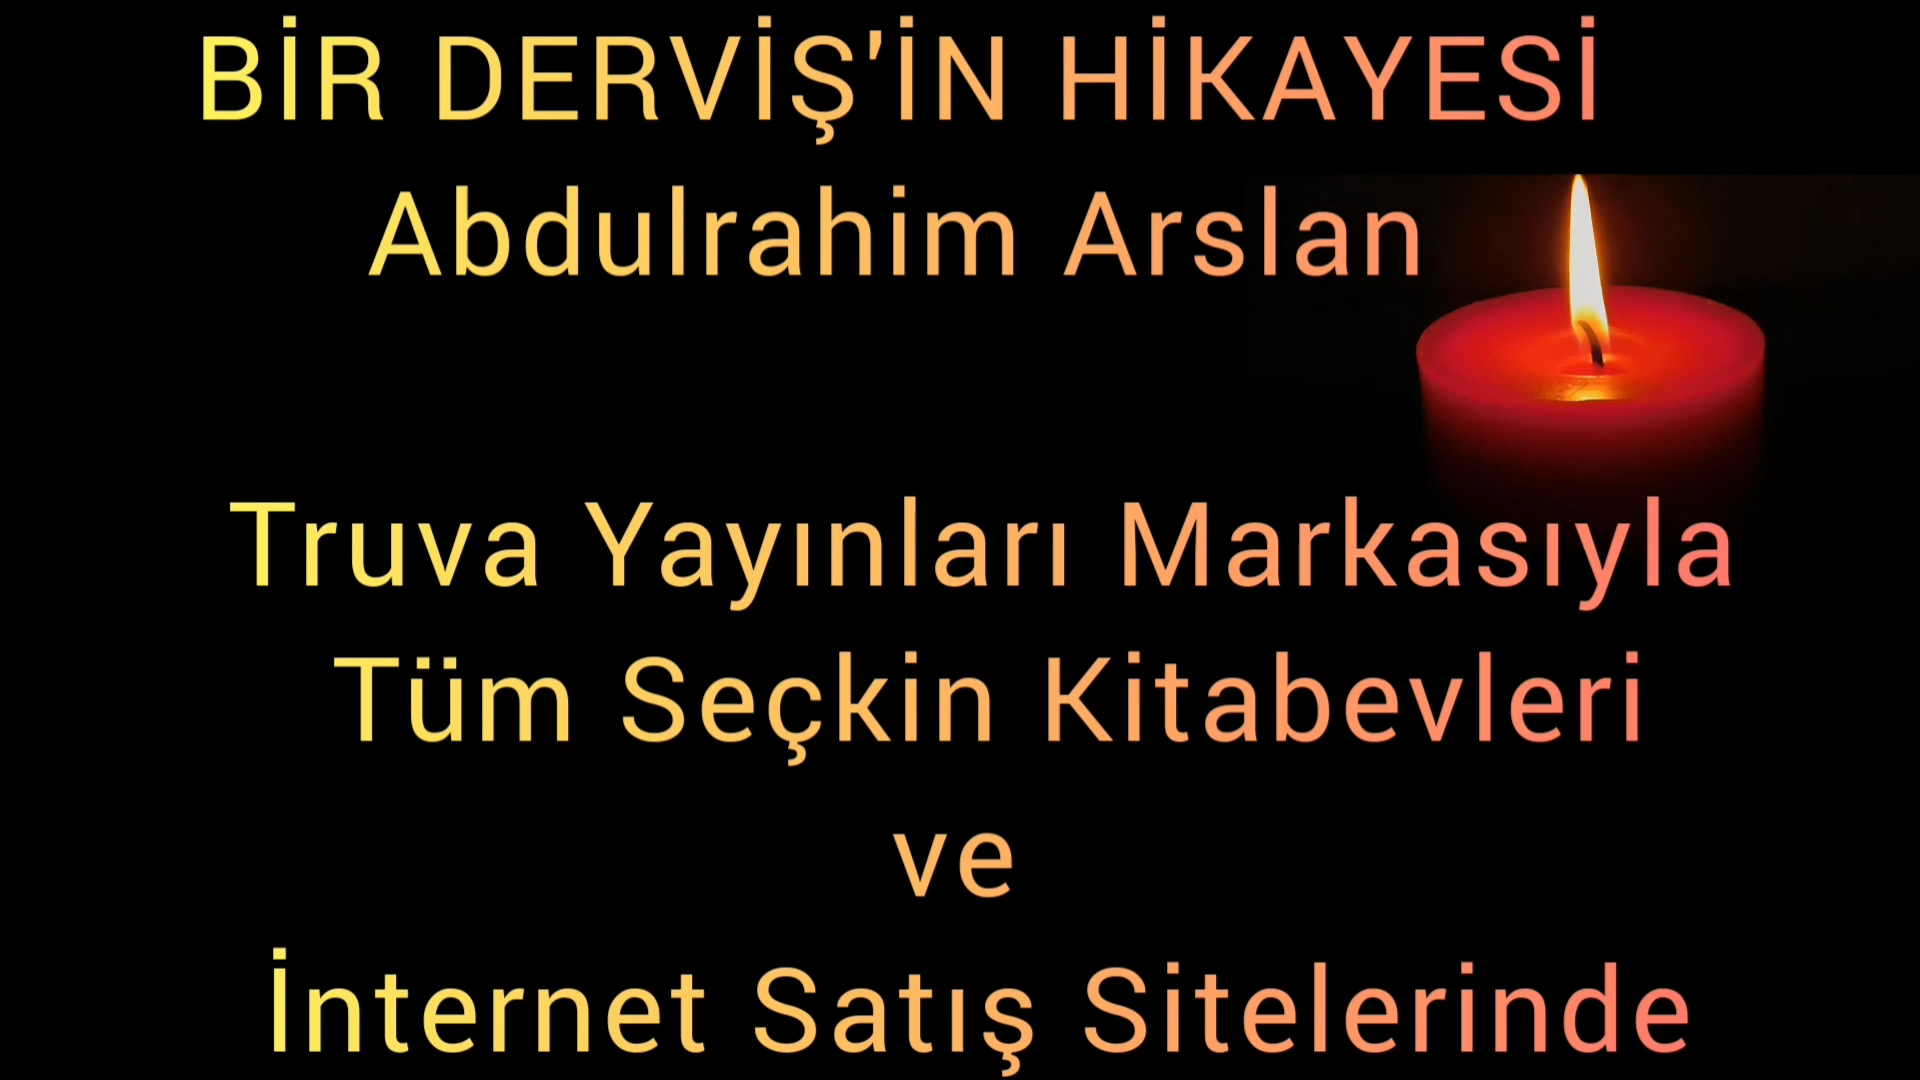 BİR DERVİŞ'İN HİKAYESİ
Abdulrahim Arslan
Truva Yayınları Markasıyla
Tüm Seçkin Kitabevleri
ve
İnternet Satış Sitelerinde